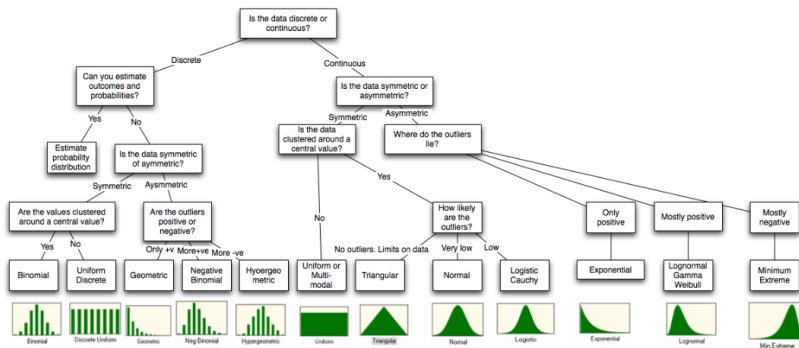 Is the data discrete or
continuous?
Discrete
Continuous
Can you estimate
outcomes and
probabilities?
Is the data symmetric or
asymmetrric?
Yes
No
Symmetric
Asymmetric
Estimate
probability
distribution
Is the data symmetric
of aymmetric?
Is the data
clustered around a
central value?
Where do the outliers
lie?
Symmetric
Asymmetric
Yes
Are the values clustered
around a central value?
Are the outliers
positive or
negative?
No
How likely
are the
outliers?
Only
positive
Mostly positive
Mostly
negative
Yes
No
Only +v
More+ve
More -ve
No outliers. Limits on data
Very low
Low
Binomial
Uniform
Discrete
Geometric
Negative
Binomial
Hyoergeo
metric
Uniform or
Multi-
modal
Triangular
Normal
Logistic
Cauchy
Exponential
Lognormal
Gamma
Weibull
Minimum
Extreme
Binomial
Discrete Uniform
Geometric
Neg Binomial
Hypergeometric
Uniform
Triangular
Normal
Logistic
Exponential
Lognormal
Min Extreme